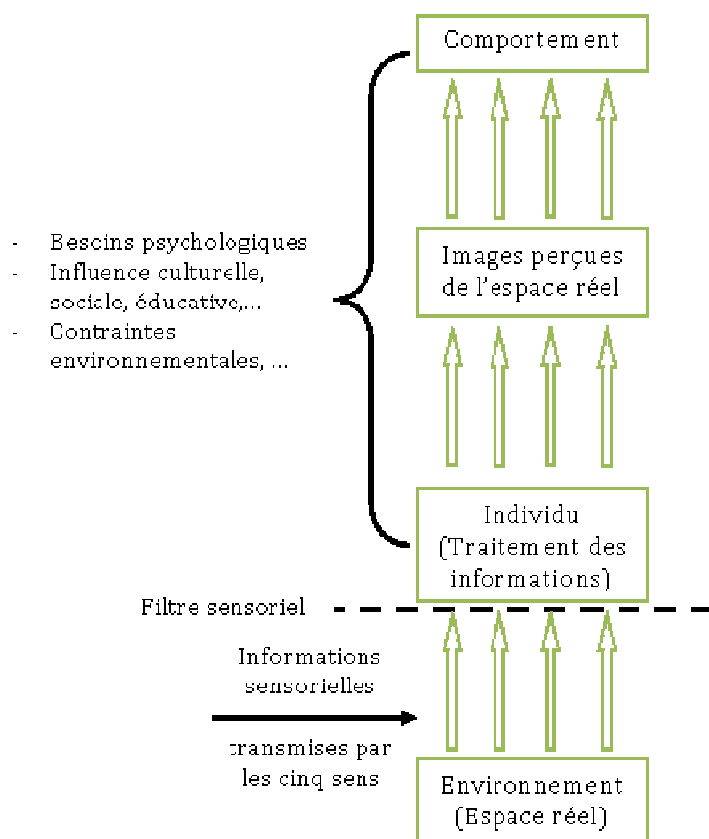 Comportement
- Besoins psychologiques
- Influence culturelle,
sociale, éducative,...
- Contraintes
environnementales, ...
Images perçues
de l'espace réel
Individu
(Traitement des
informations)
Filtre sensoriel
Informations
sensorielles
transmises par
les cinq sens
Environnement
(Espace réel)